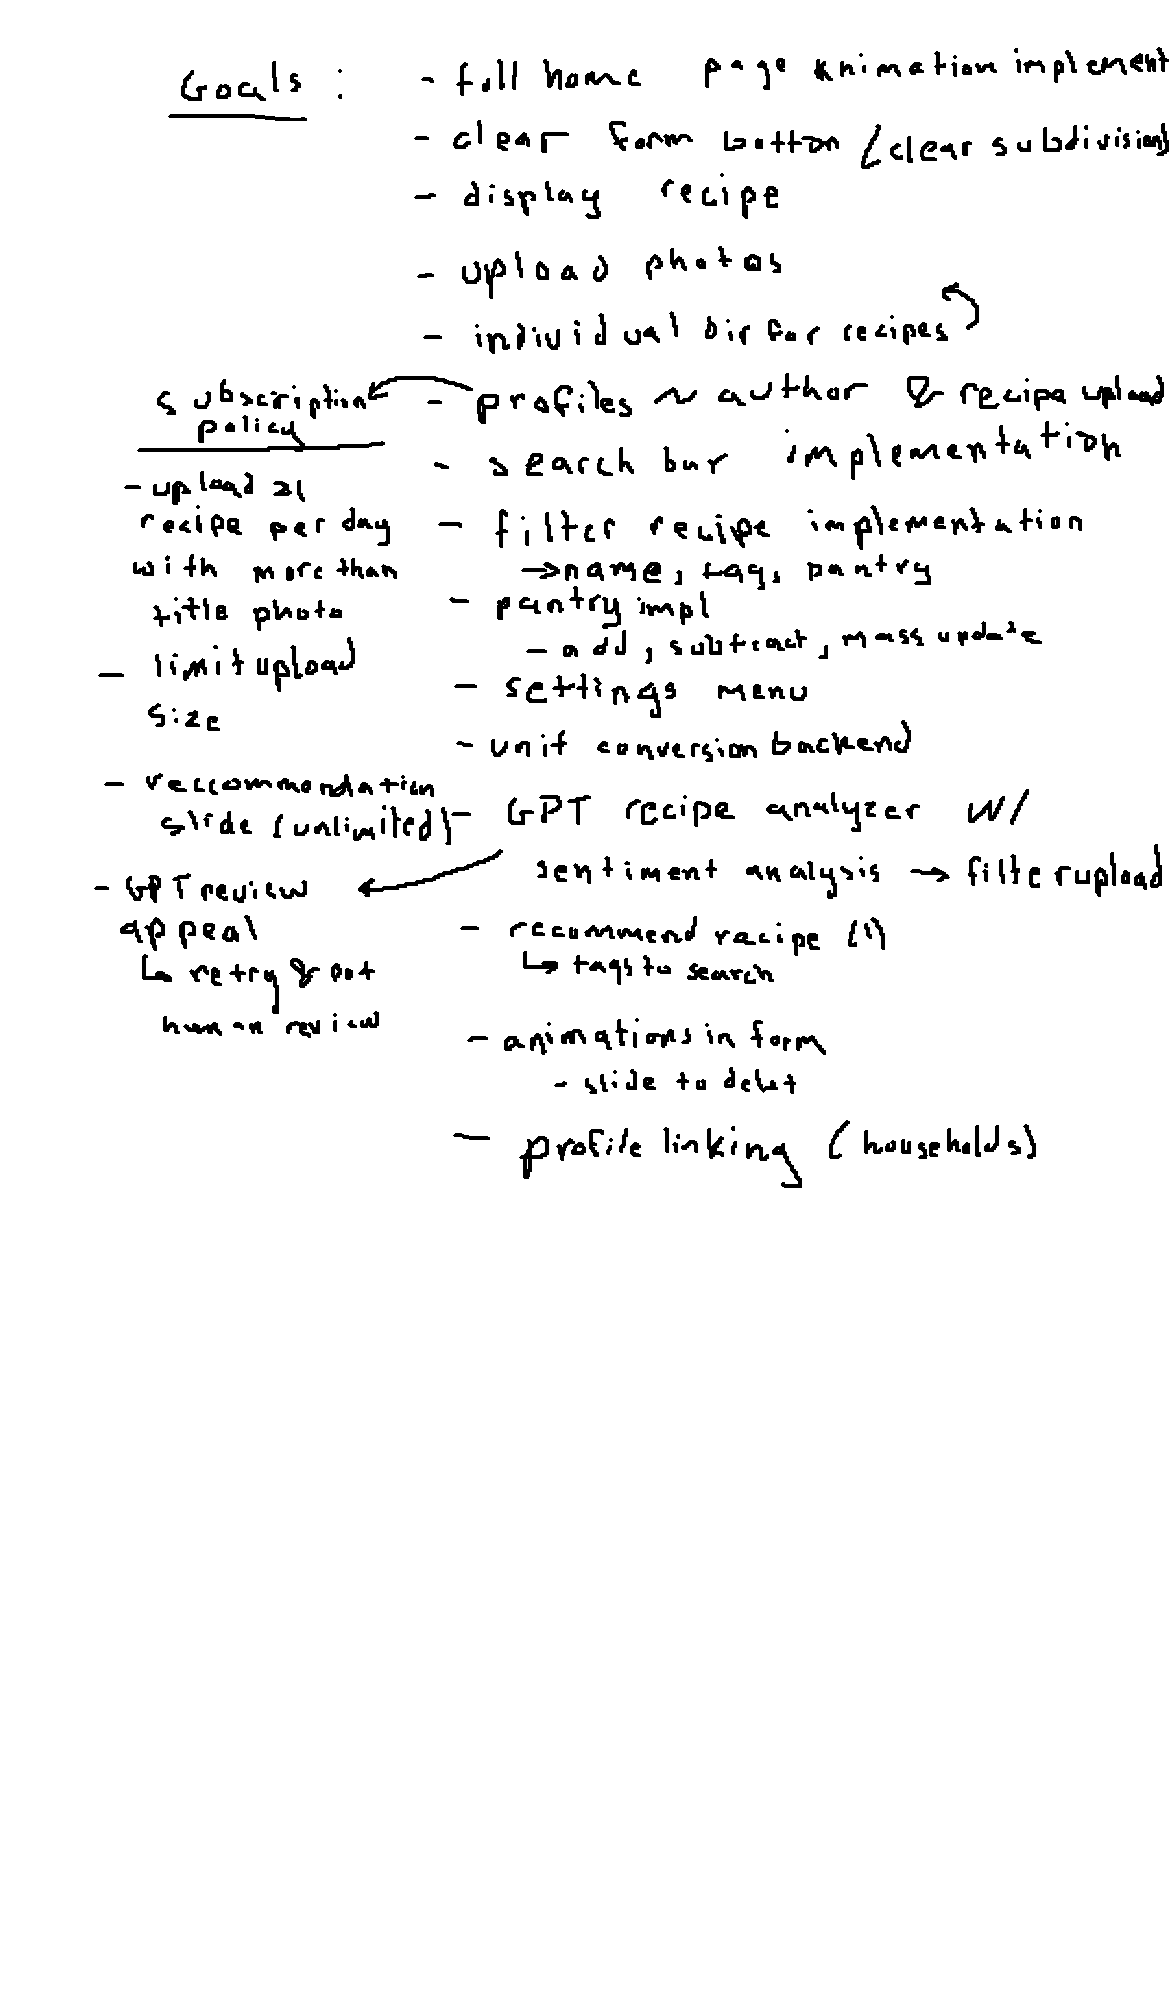 Goals : - full home page animation implement
- clear form button (clear subdivisions)
- display recipe
- upload photos
- individual dir for recipes
- profiles ~ author & recipe upload
- search bar implementation
- filter recipe implementation
→ name, tag, pantry
- pantry impl
- add, subtract, mass update
- settings menu
- unit conversion backend
- GPT recipe analyzer w/
sentiment analysis → filter upload
- recommend recipe (1)
↳ tags to search
- animations in form
- slide to delet
- profile linking (households)
subscription
policy
- upload
recipe per day
with more than
title photo
- limit upload
size
- reccommendation
slide (unlimited)
- GPT review
appeal
↳ retry & out
human review